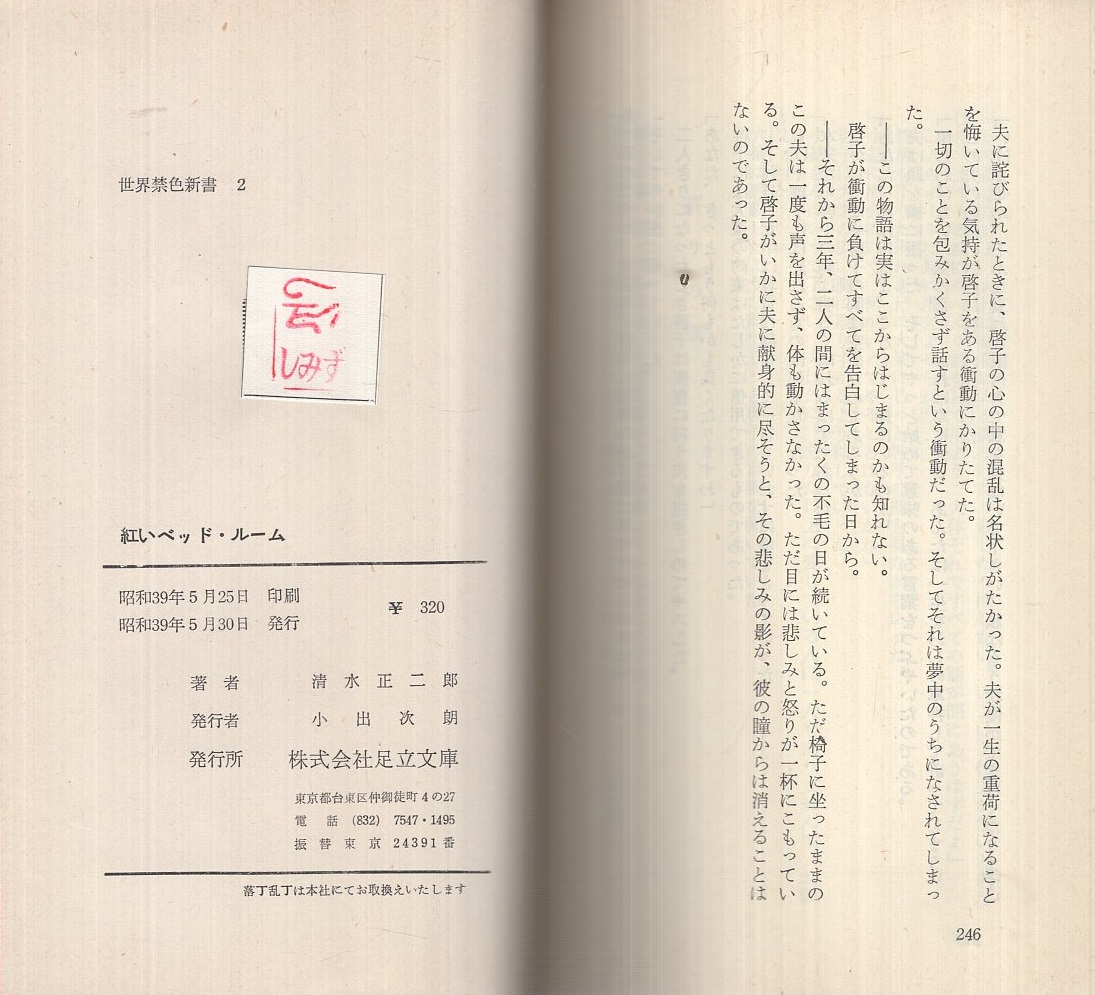 夫に詫びられたときに、啓子の心の中の混乱は名状しがたかった。夫が一生の重荷になること
を悔いている気持が啓子をある衝動にかりたてた。
一切のことを包みかくさず話すという衝動だった。そしてそれは夢中のうちになされてしまっ
た。
――この物語は実はここからはじまるのかも知れない。
啓子が衝動に負けてすべてを告白してしまった日から。
――それから三年、二人の間にはまったくの不毛の日が続いている。ただ椅子に坐ったままの
この夫は一度も声を出さず、体も動かさなかった。ただ目には悲しみと怒りが一杯にこもってい
る。そして啓子がいかに夫に献身的に尽そうと、その悲しみの影が、彼の瞳からは消えることは
ないのであった。
246
世界禁色新書 2
しみず
紅いベッド・ルーム
昭和39年5月25日 印刷
昭和39年5月30日 発行
¥ 320
著者 清水正二郎
発行者 小出次朗
発行所 株式会社足立文庫
東京都台東区仲御徒町4の27
電話 (832) 7547・1495
振替東京 24391番
落丁乱丁は本社にてお取換えいたします